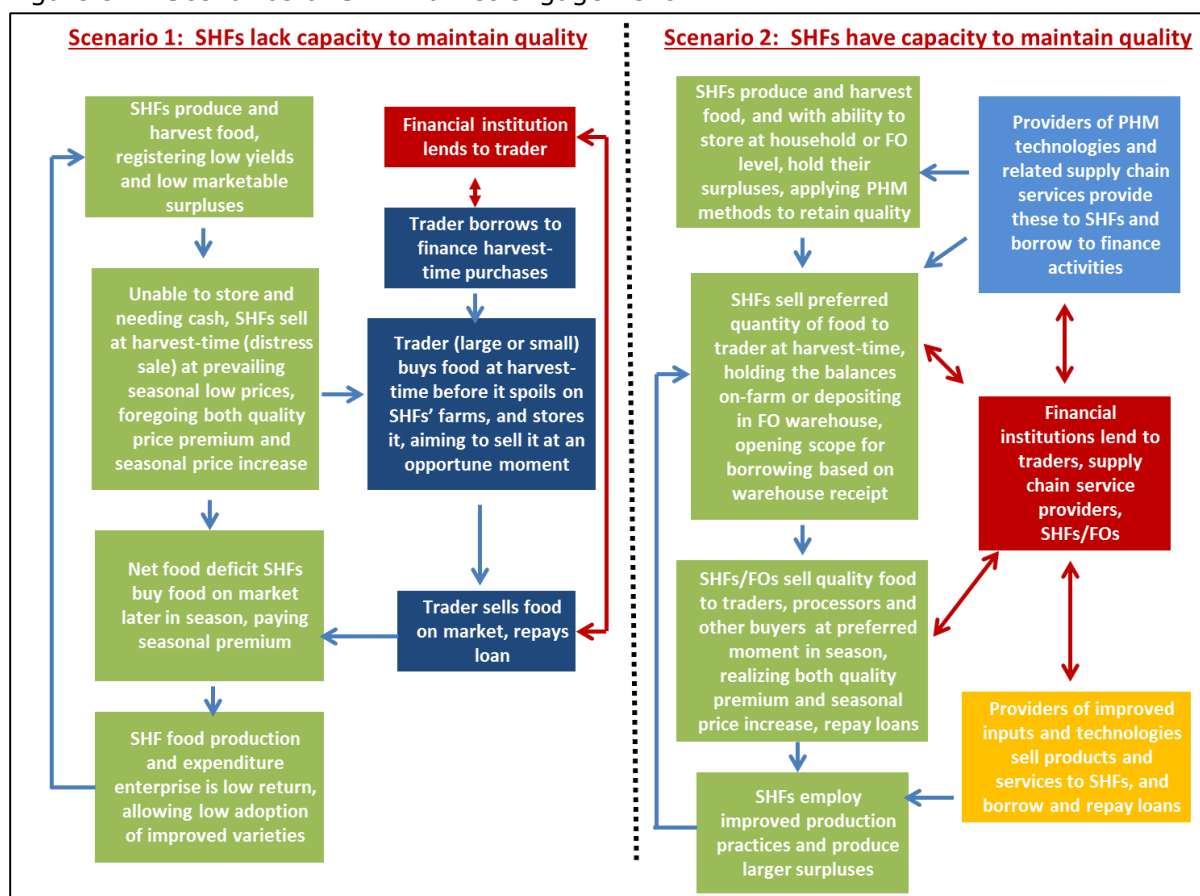 Figure Scenarios of SHF market engagement
Scenario 1: SHFs lack capacity to maintain quality
SHFs produce and
harvest food,
registering low yields
and low marketable
surpluses
Financial institution
lends to trader
Trader borrows to
finance harvest-
time purchases
Unable to store and
needing cash, SHFs sell
at harvest-time (distress
sale) at prevailing
seasonal low prices,
foregoing both quality
price premium and
seasonal price increase
Trader (large or small)
buys food at harvest-
time before it spoils on
SHFs' farms, and stores
it, aiming to sell it at an
opportune moment
Net food deficit SHFs
buy food on market
later in season, paying
seasonal premium
Trader sells food
on market, repays
loan
SHF food production
and expenditure
enterprise is low return,
allowing low adoption
of improved varieties
Scenario 2: SHFs have capacity to maintain quality
SHFs produce and harvest
food, and with ability to
store at household or FO
level, hold their
surpluses, applying PHM
methods to retain quality
Providers of PHM
technologies and
related supply chain
services provide
these to SHFs and
borrow to finance
activities
SHFs sell preferred
quantity of food to
trader at harvest-time,
holding the balances
on-farm or depositing
in FO warehouse,
opening scope for
borrowing based on
warehouse receipt
Financial
institutions lend to
traders, supply
chain service
providers,
SHFs/FOs
SHFs/FOs sell quality food
to traders, processors and
other buyers at preferred
moment in season,
realizing both quality
premium and seasonal
price increase, repay loans
Providers of improved
inputs and technologies
sell products and
services to SHFs, and
borrow and repay loans
SHFs employ
improved production
practices and produce
larger surpluses